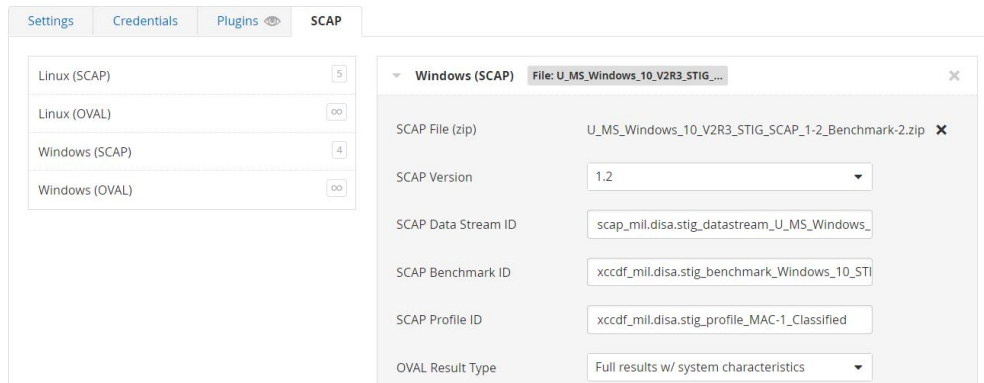 Settings Credentials Plugins SCAP
Linux (SCAP) 5
Linux (OVAL) ∞
Windows (SCAP) 4
Windows (OVAL) ∞
Windows (SCAP) File: U_MS_Windows_10_V2R3_STIG_...
SCAP File (zip) U_MS_Windows_10_V2R3_STIG_SCAP_1-2_Benchmark-2.zip
SCAP Version 1.2
SCAP Data Stream ID scap_mil.disa.stig_datastream_U_MS_Windows_
SCAP Benchmark ID xccdf_mil.disa.stig_benchmark_Windows_10_STI
SCAP Profile ID xccdf_mil.disa.stig_profile_MAC-1_Classified
OVAL Result Type Full results w/ system characteristics